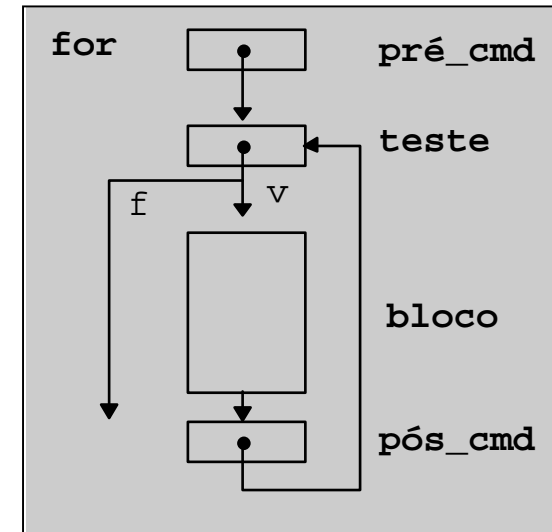 for
pré_cmd
teste
f
v
bloco
pós_cmd